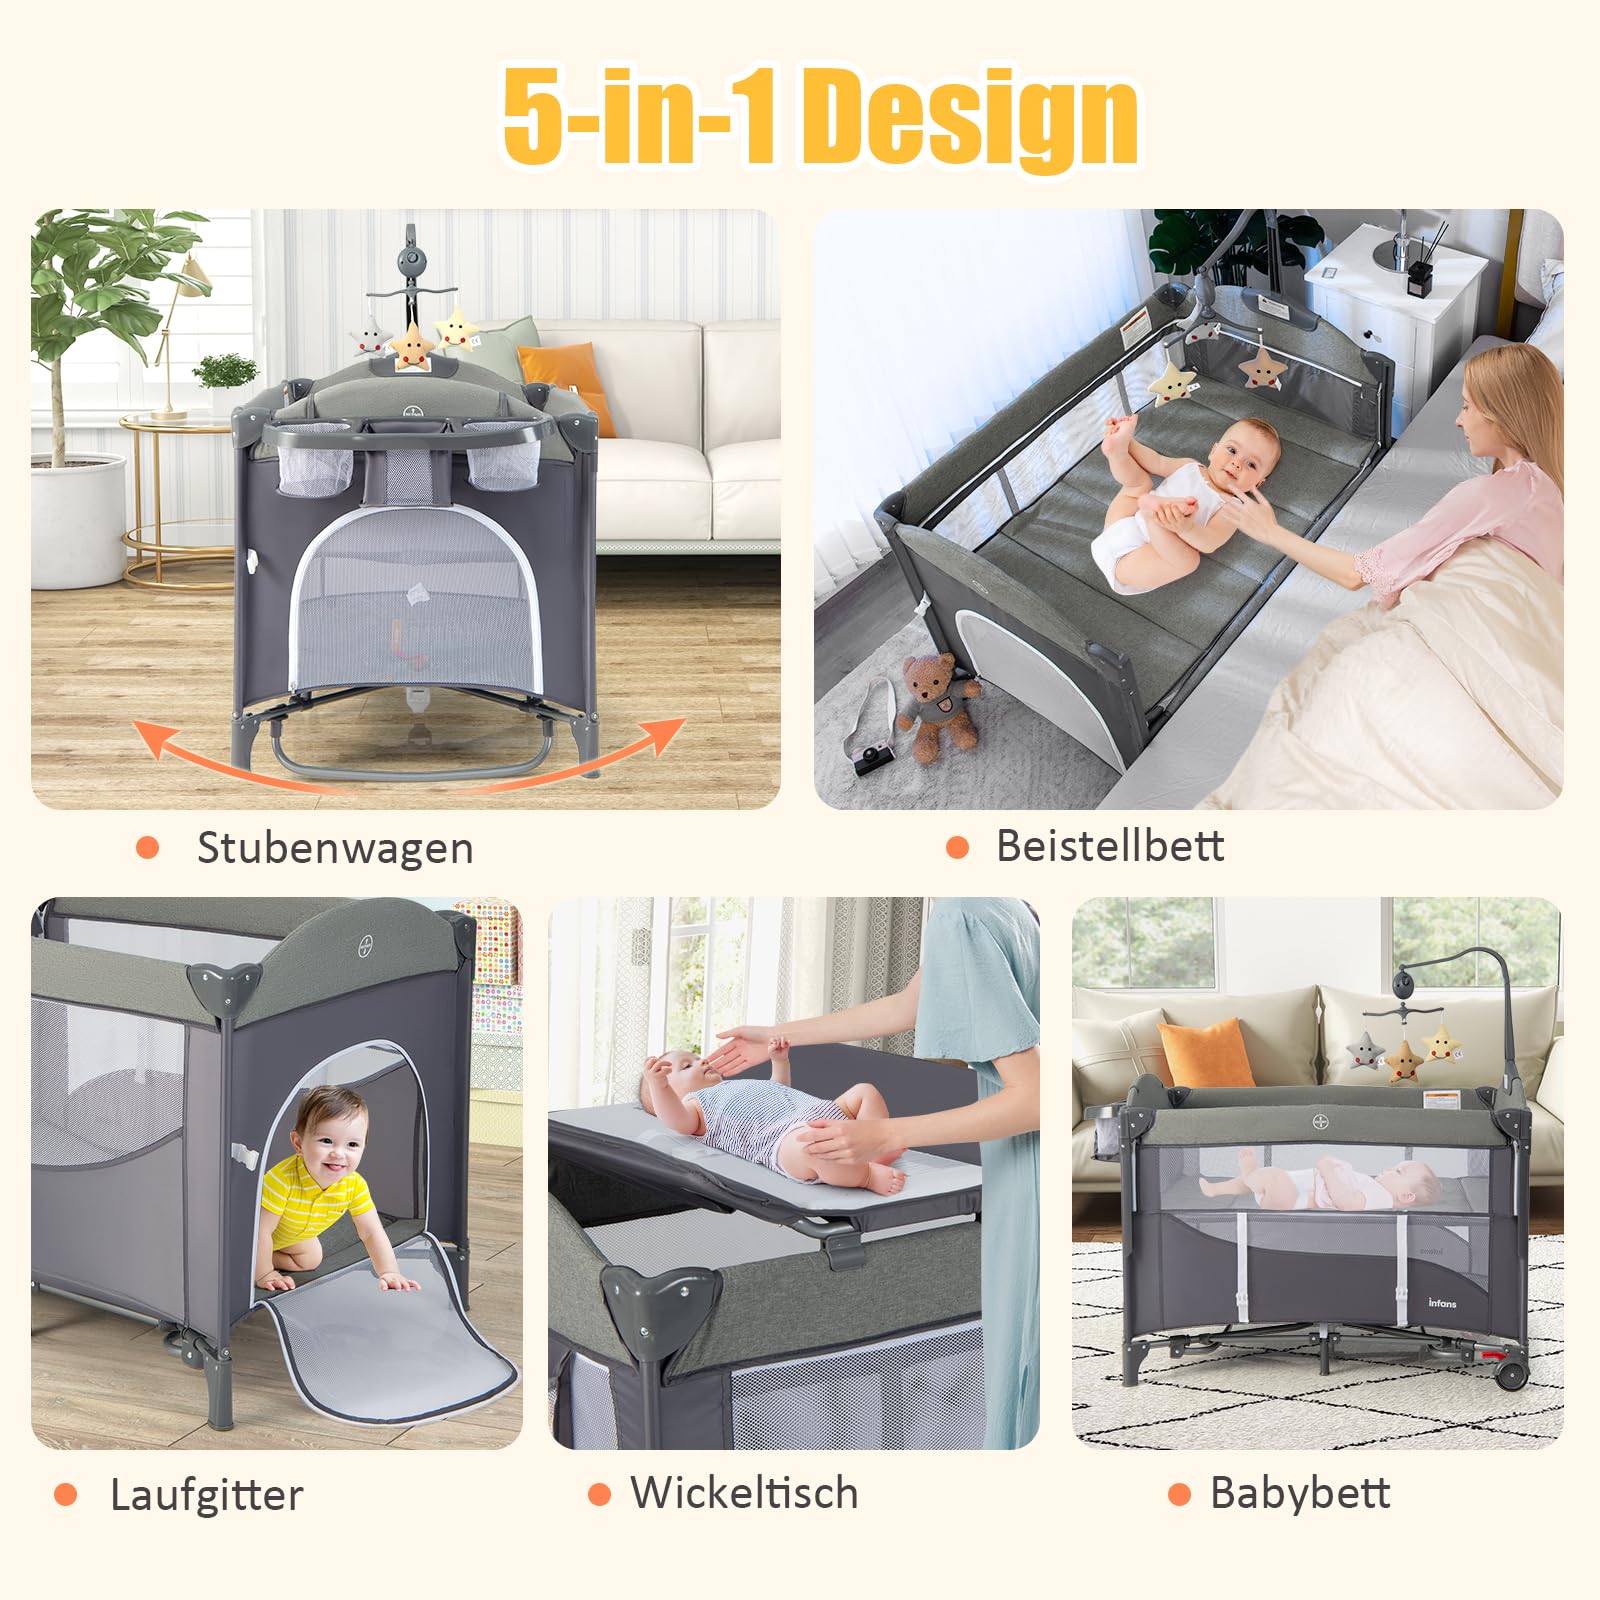 5-in-1 Design
Stubenwagen
Beistellbett
Laufgitter
Wickeltisch
infans
Babybett